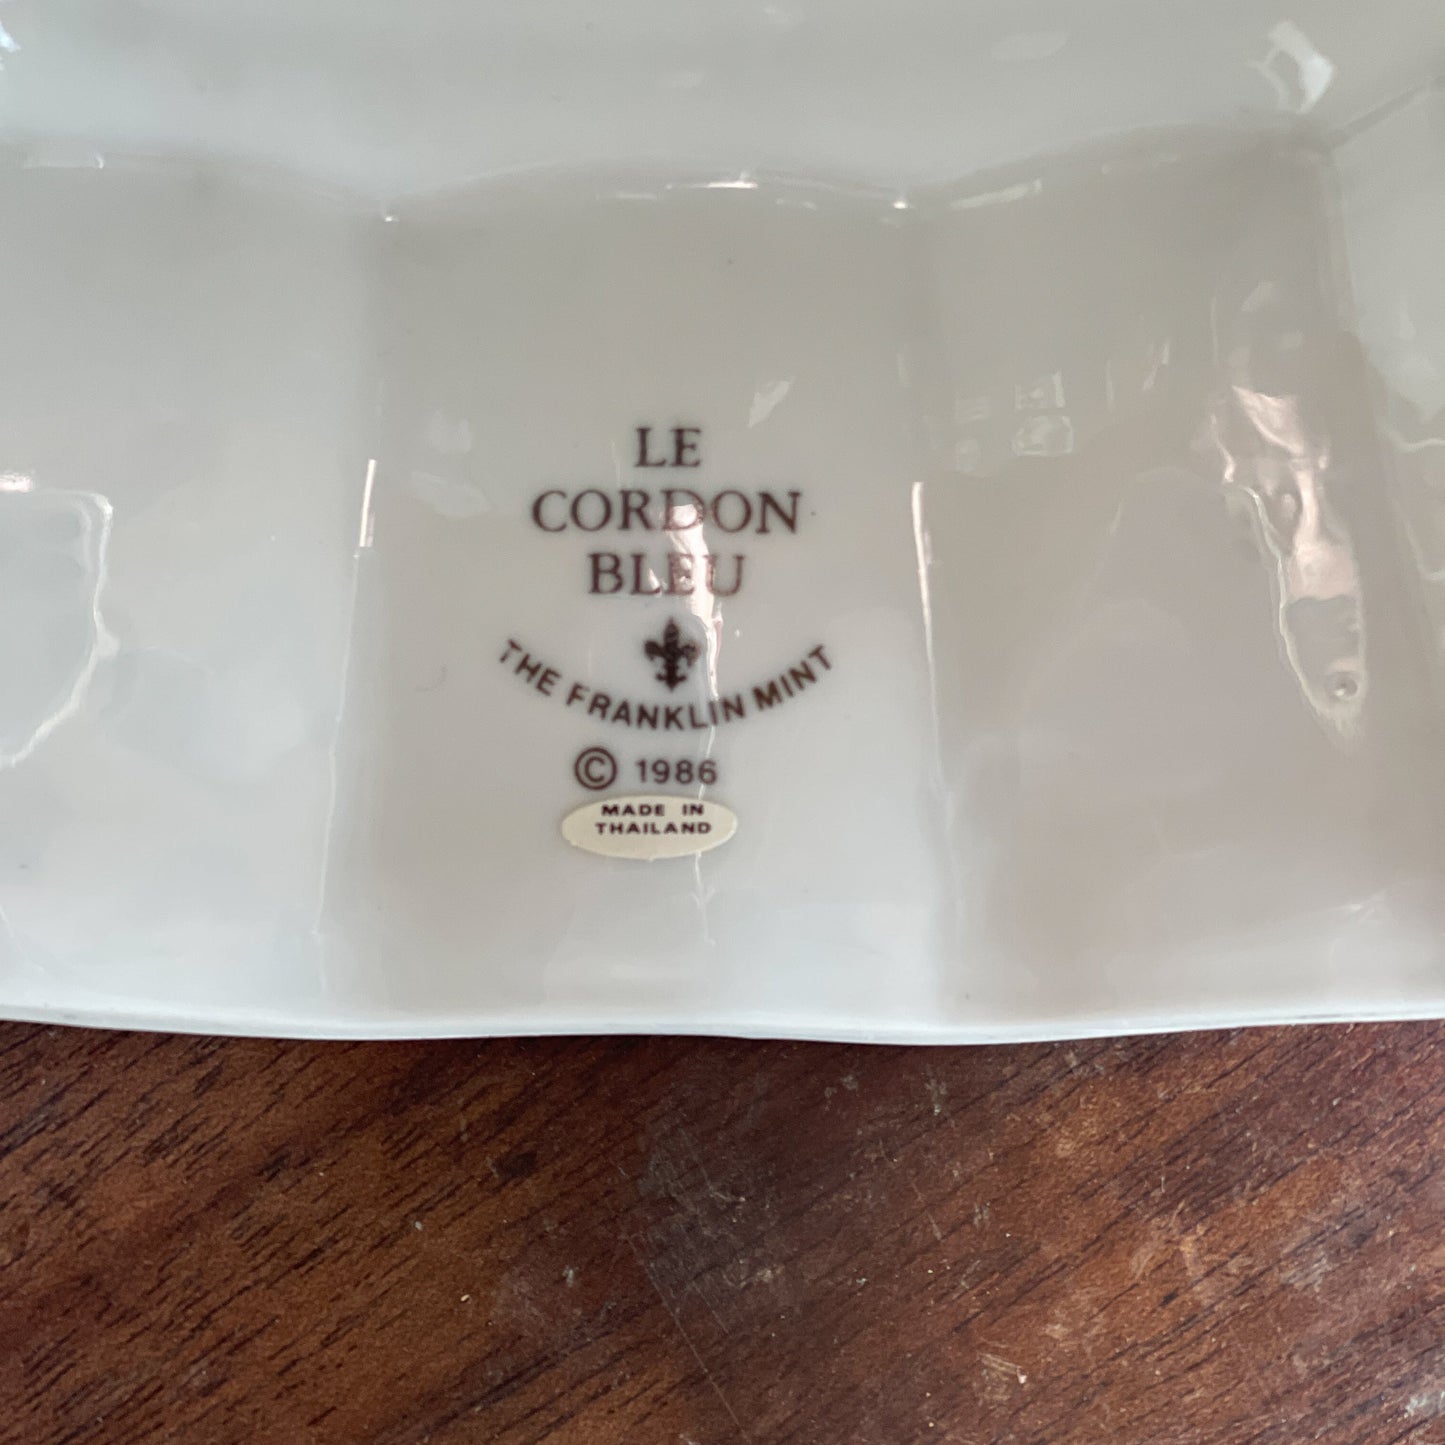 LE
CORDON
BLEU
THE FRANKLIN MINT
© 1986
MADE IN
THAILAND